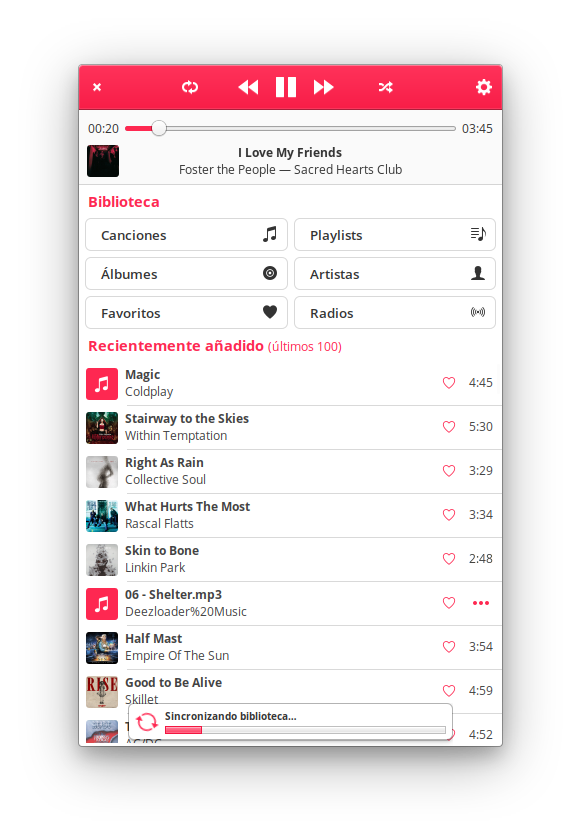 00:20 03:45
I Love My Friends
Foster the People — Sacred Hearts Club
Biblioteca
Canciones Playlists
Álbumes Artistas
Favoritos Radios
Recientemente añadido (últimos 100)
Magic
Coldplay
4:45
Stairway to the Skies
Within Temptation
5:30
Right As Rain
Collective Soul
3:29
What Hurts The Most
Rascal Flatts
3:34
Skin to Bone
Linkin Park
2:48
06 - Shelter.mp3
Deezloader%20Music
Half Mast
Empire Of The Sun
3:54
RISE
Good to Be Alive
Skillet
4:59
Sincronizando biblioteca...
4:52